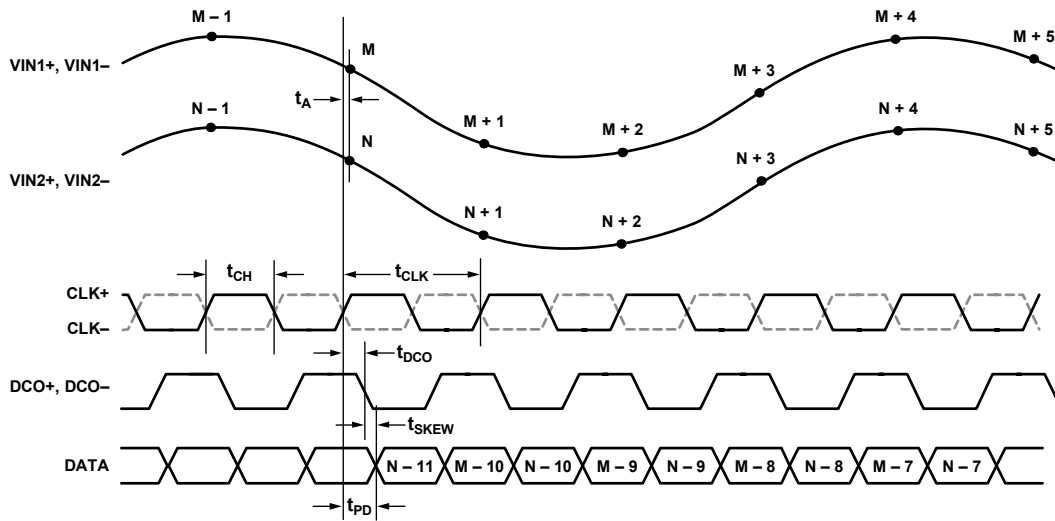 M – 1
M
M + 1
M + 2
M + 3
M + 4
M + 5
VIN1+, VIN1–
tA
N – 1
N
N + 1
N + 2
N + 3
N + 4
N + 5
VIN2+, VIN2–
tCH
tCLK
CLK+
CLK–
tDCO
DCO+, DCO–
tSKEW
DATA
N – 11
M – 10
N – 10
M – 9
N – 9
M – 8
N – 8
M – 7
N – 7
tPD